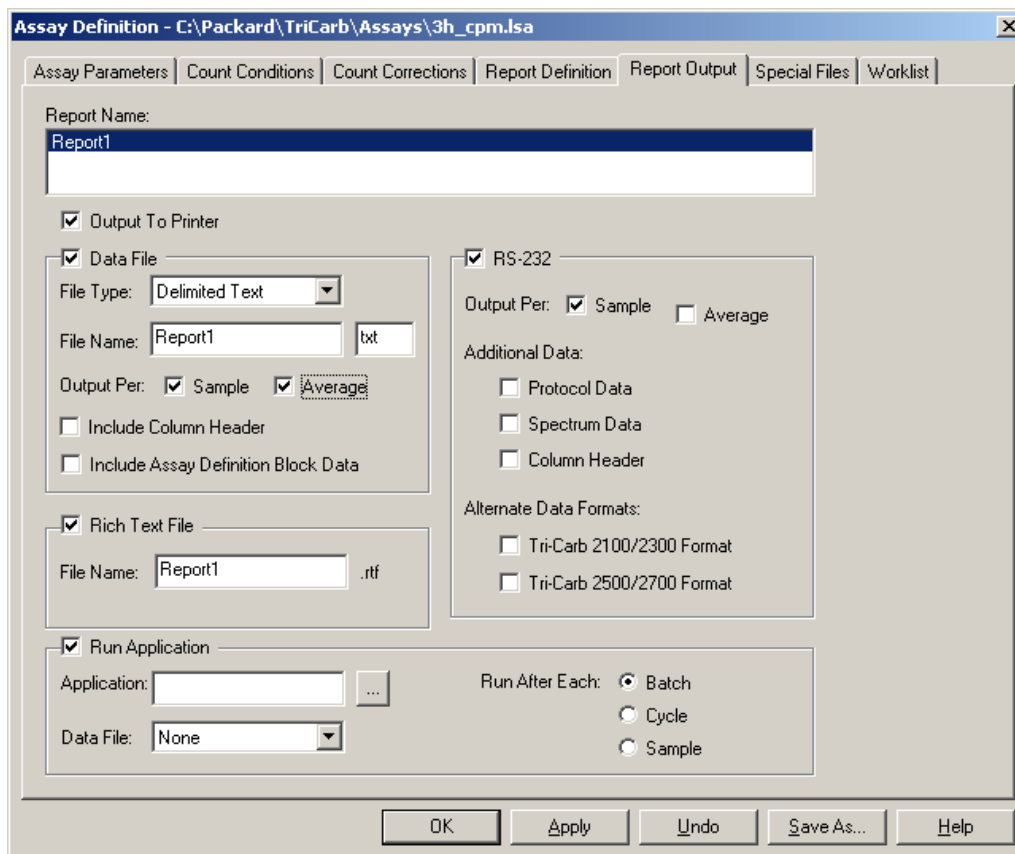 Assay Definition - C:\Packard\TriCarb\Assays\3h_cpm.lsa
Assay Parameters Count Conditions Count Corrections Report Definition Report Output Special Files Worklist
Report Name:
Report1
Output To Printer
Data File
File Type: Delimited Text
File Name: Report1 txt
Output Per: Sample Average
Include Column Header
Include Assay Definition Block Data
RS-232
Output Per: Sample Average
Additional Data:
Protocol Data
Spectrum Data
Column Header
Alternate Data Formats:
Tri-Carb 2100/2300 Format
Tri-Carb 2500/2700 Format
Rich Text File
File Name: Report1 .rtf
Run Application
Application: ...
Data File: None
Run After Each: Batch
Cycle
Sample
OK Apply Undo Save As... Help